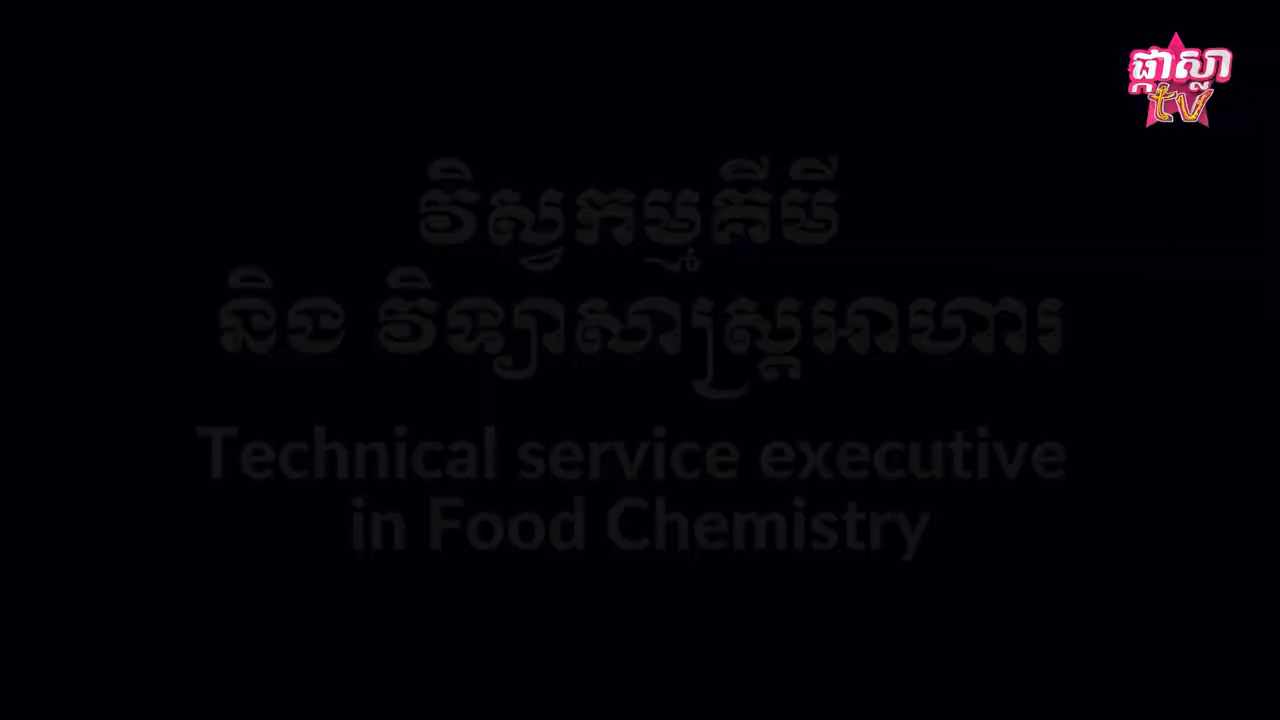 ផ្កាស្លា
tv
វិស្វកម្មគីមី
និង វិទ្យាសាស្ត្រអាហារ
Technical service executive
in Food Chemistry